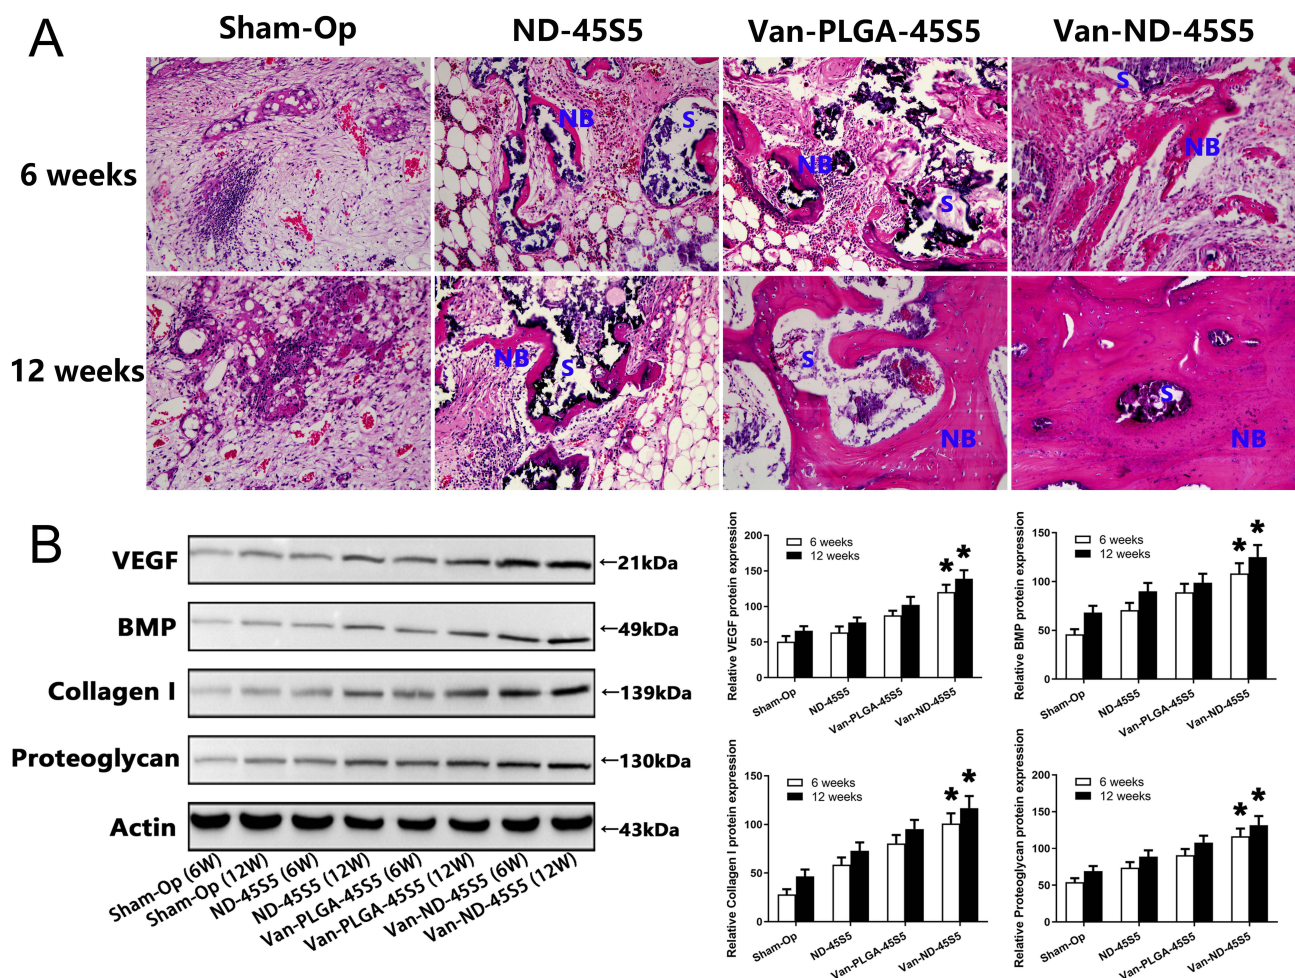 A
Sham-Op
ND-45S5
Van-PLGA-45S5
Van-ND-45S5
6 weeks
NB
S
NB
S
S
NB
12 weeks
NB
S
S
NB
S
NB
B
VEGF
←21kDa
BMP
←49kDa
Collagen I
←139kDa
Proteoglycan
←130kDa
Actin
←43kDa
Sham-Op (6W)
Sham-Op (12W)
ND-45S5 (6W)
ND-45S5 (12W)
Van-PLGA-45S5 (6W)
Van-PLGA-45S5 (12W)
Van-ND-45S5 (6W)
Van-ND-45S5 (12W)
Relative VEGF protein expression
200
150
100
50
0
6 weeks
12 weeks
* *
Sham-Op
ND-45S5
Van-PLGA-45S5
Van-ND-45S5
Relative BMP protein expression
150
100
50
0
6 weeks
12 weeks
* *
Sham-Op
ND-45S5
Van-PLGA-45S5
Van-ND-45S5
Relative Collagen I protein expression
150
100
50
0
6 weeks
12 weeks
* *
Sham-Op
ND-45S5
Van-PLGA-45S5
Van-ND-45S5
Relative Proteoglycan protein expression
200
150
100
50
0
6 weeks
12 weeks
* *
Sham-Op
ND-45S5
Van-PLGA-45S5
Van-ND-45S5